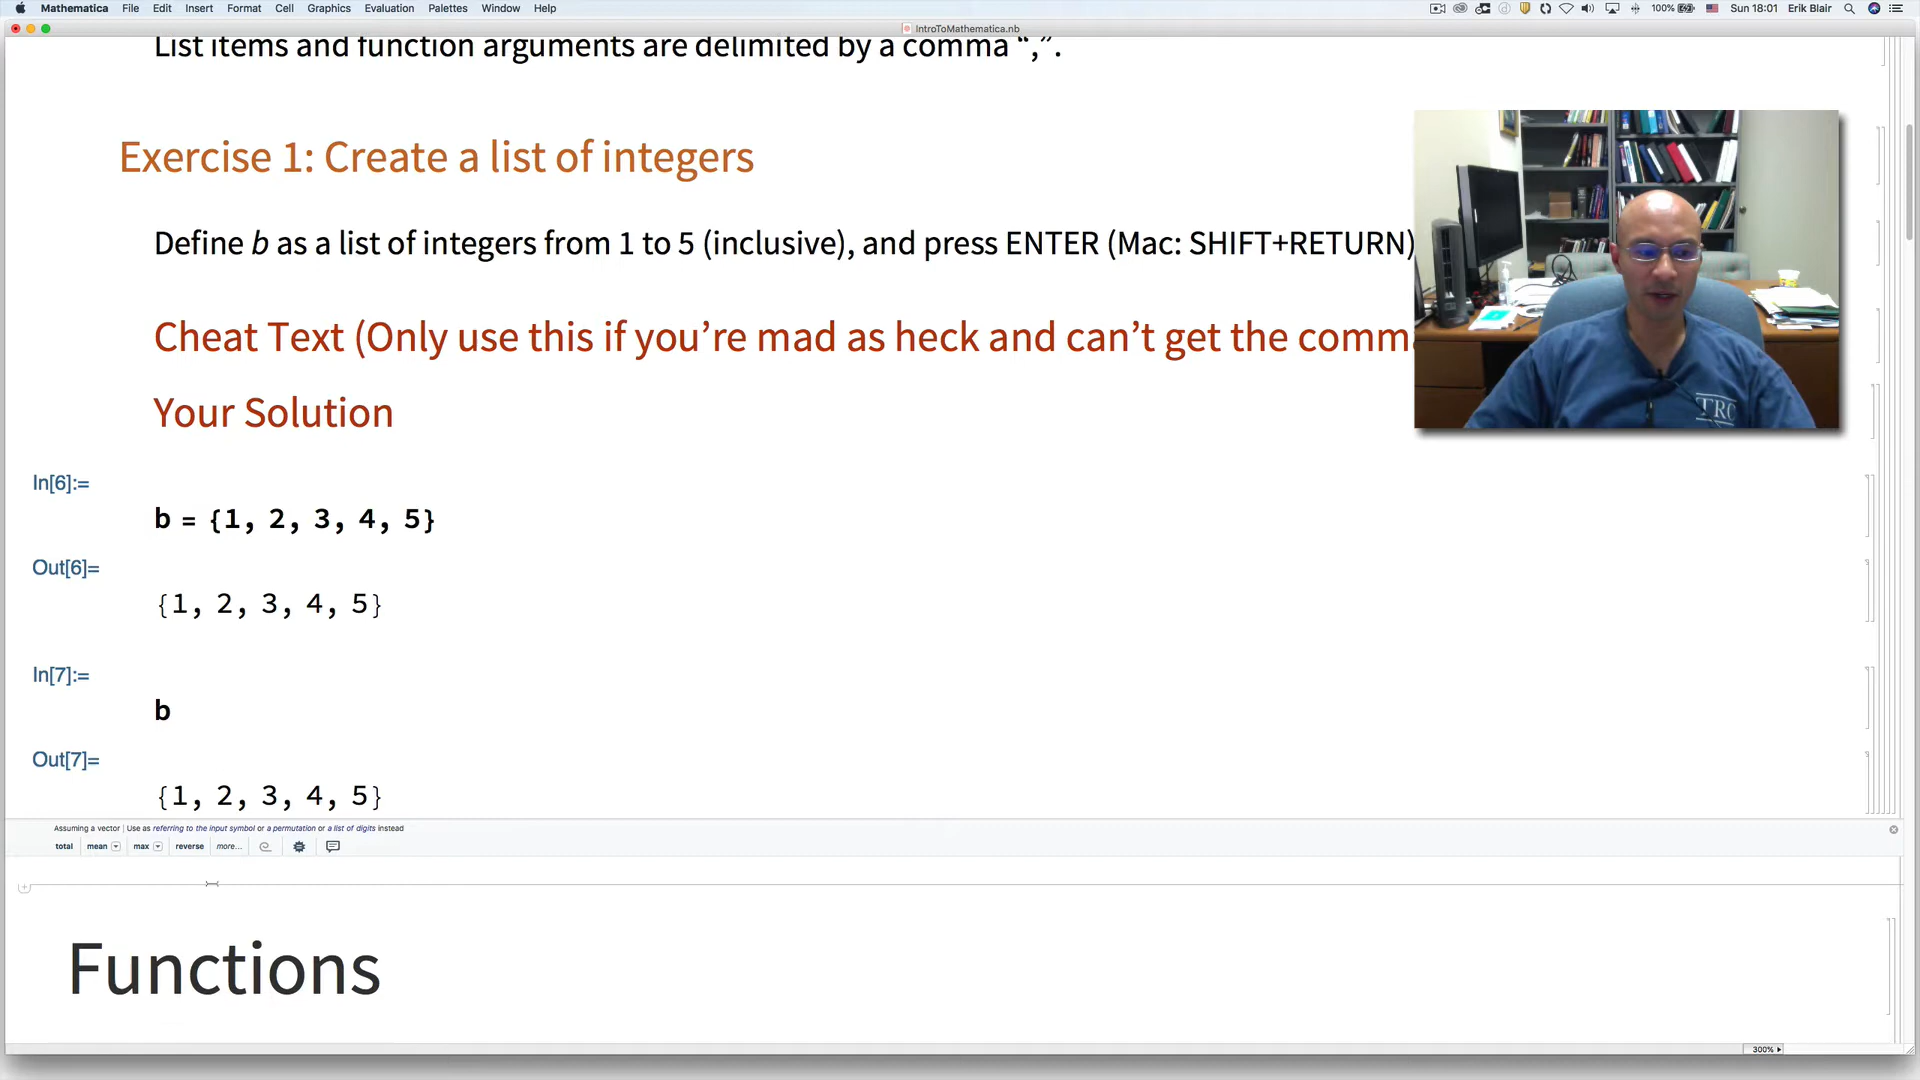 Mathematica File Edit Insert Format Cell Graphics Evaluation Palettes Window Help 100% Sun 18:01 Erik Blair
IntroToMathematica.nb
List items and function arguments are delimited by a comma “,”.
Exercise 1: Create a list of integers
Define b as a list of integers from 1 to 5 (inclusive), and press ENTER (Mac: SHIFT+RETURN)
Cheat Text (Only use this if you’re mad as heck and can’t get the comma
TRC
Your Solution
In[6]:=
b = {1, 2, 3, 4, 5}
Out[6]=
{1, 2, 3, 4, 5}
In[7]:=
b
Out[7]=
{1, 2, 3, 4, 5}
Assuming a vector | Use as referring to the input symbol or a permutation or a list of digits instead
total mean max reverse more...
Functions
300%